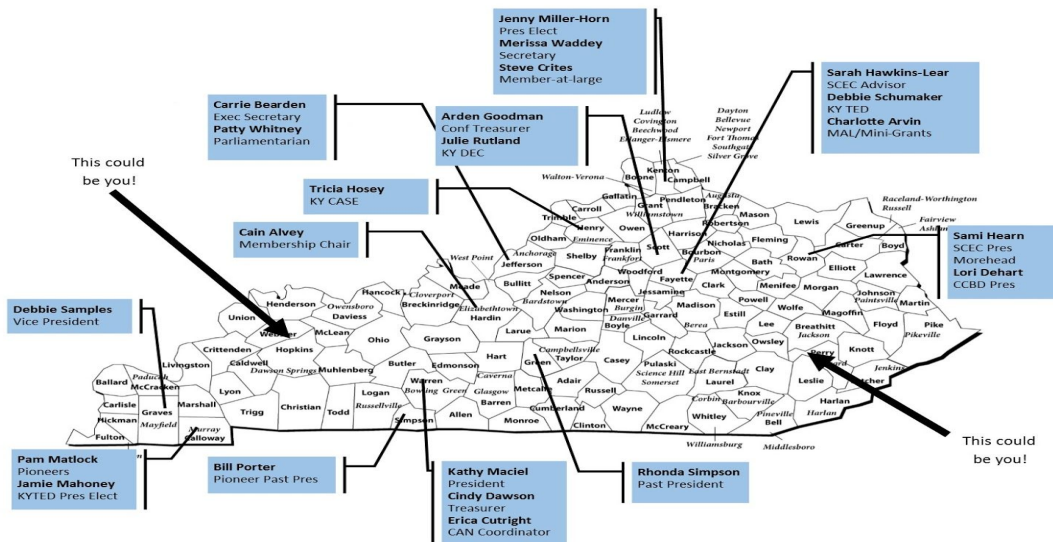 Jenny Miller-Horn
Pres Elect
Merissa Waddey
Secretary
Steve Crites
Member-at-large
Sarah Hawkins-Lear
SCEC Advisor
Debbie Schumaker
KY TED
Charlotte Arvin
MAL/Mini-Grants
Carrie Bearden
Exec Secretary
Patty Whitney
Parliamentarian
Arden Goodman
Conf Treasurer
Julie Rutland
KY DEC
This could
be you!
Tricia Hosey
KY CASE
Cain Alvey
Membership Chair
Sami Hearn
SCEC Pres
Morehead
Lori Dehart
CCBD Pres
Debbie Samples
Vice President
Pam Matlock
Pioneers
Jamie Mahoney
KYTED Pres Elect
Bill Porter
Pioneer Past Pres
Kathy Maciel
President
Cindy Dawson
Treasurer
Erica Cutright
CAN Coordinator
Rhonda Simpson
Past President
This could
be you!
Ludlow
Covington
Beechwood
Erlanger-Elsmere
Dayton
Bellevue
Newport
Fort Thomas
Southgate
Silver Grove
Walton-Verona
Boone
Kenton
Campbell
Gallatin
Grant
Pendleton
Augusta
Bracken
Williamstown
Carroll
Trimble
Owen
Robertson
Mason
Lewis
Raceland-Worthington
Russell
Fairview
Greenup
Henry
Eminence
Harrison
Oldham
Anchorage
Shelby
Franklin
Frankfort
Scott
Nicholas
Fleming
Carter
Boyd
Rowan
Jefferson
West Point
Bourbon
Paris
Bath
Elliott
Lawrence
Spencer
Woodford
Anderson
Fayette
Montgomery
Menifee
Morgan
Bullitt
Meade
Cloverport
Hancock
Breckinridge
Owensboro
Daviess
Henderson
Union
Webster
McLean
Elizabethtown
Hardin
Nelson
Bardstown
Washington
Mercer
Burgin
Jessamine
Clark
Powell
Wolfe
Johnson
Paintsville
Martin
Magoffin
Madison
Garrard
Danville
Boyle
Estill
Lee
Breathitt
Jackson
Floyd
Pike
Pikeville
Ohio
Grayson
Larue
Marion
Berea
Lincoln
Jackson
Owsley
Perry
Knott
Jenkins
Crittenden
Hopkins
Livingston
Caldwell
Dawson Springs
Muhlenberg
Butler
Edmonson
Hart
Green
Campbellsville
Taylor
Casey
Rockcastle
Pulaski
Science Hill
Somerset
East Bernstadt
Laurel
Clay
Leslie
Ballard
Paducah
McCracken
Lyon
Warren
Bowling Green
Caverna
Glasgow
Barren
Metcalfe
Adair
Russell
Knox
Barbourville
Corbin
Harlan
Harlan
Carlisle
Graves
Mayfield
Marshall
Trigg
Christian
Todd
Logan
Russellville
Simpson
Allen
Monroe
Cumberland
Clinton
Wayne
McCreary
Whitley
Pineville
Bell
Hickman
Fulton
Murray
Calloway
Williamsburg
Middlesboro